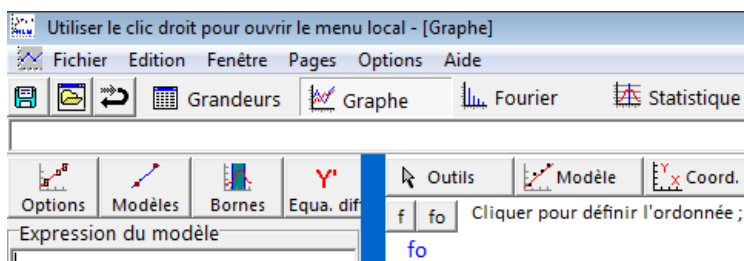 Utiliser le clic droit pour ouvrir le menu local - [Graphe]
Fichier Edition Fenêtre Pages Options Aide
Grandeurs Graphe Fourier Statistique
Y' Outils Modèle Y X Coord.
Options Modèles Bornes Equa. dif
f fo Cliquer pour définir l'ordonnée ;
Expression du modèle
fo